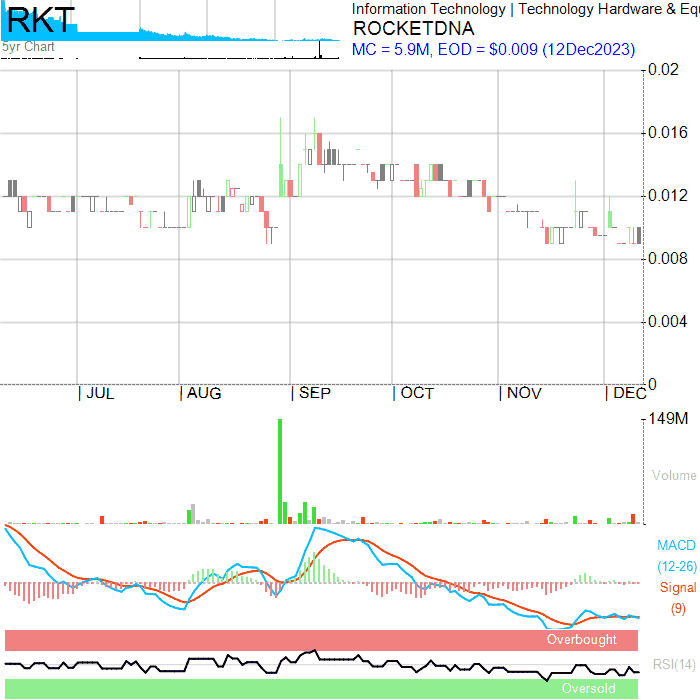 RKT
5yr Chart
Information Technology | Technology Hardware & Equ
ROCKETDNA
MC = 5.9M, EOD = $0.009 (12Dec2023)
0.02
0.016
0.012
0.008
0.004
0
| JUL | AUG | SEP | OCT | NOV | DEC
149M
Volume
MACD
(12-26)
Signal
(9)
Overbought
RSI(14)
Oversold